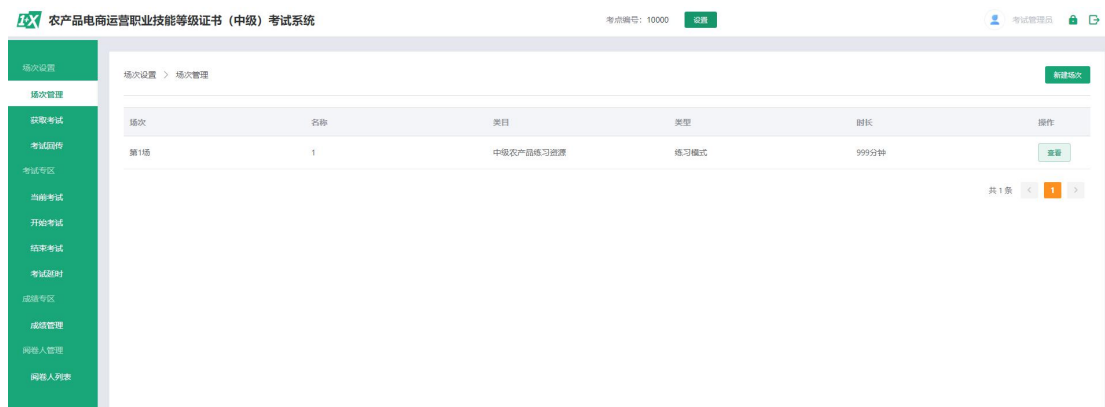 1+X 农产品电商运营职业技能等级证书（中级）考试系统
考点编号：10000 设置
考试管理员
场次设置
场次管理
获取考试
考试回传
考试专区
当前考试
开始考试
结束考试
考试延时
成绩专区
成绩管理
阅卷人管理
阅卷人列表
场次设置 > 场次管理
新建场次
场次 名称 类目 类型 时长 操作
第1场 1 中级农产品练习资源 练习模式 999分钟 查看
共 1 条 < 1 >